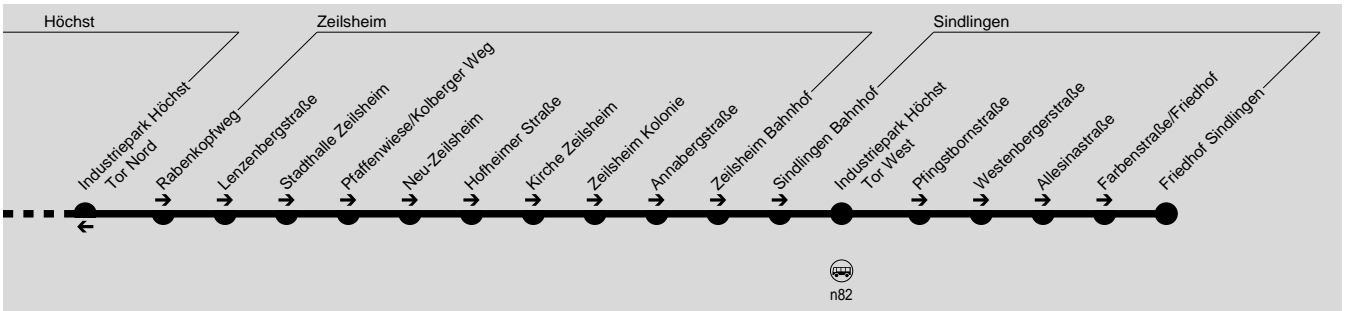 Höchst
Zeilsheim
Sindlingen
Industriepark Höchst
Tor Nord
Rabenkopfweg
Lenzenbergstraße
Stadthalle Zeilsheim
Pfaffenwiese/Kolberger Weg
Neu-Zeilsheim
Hofheimer Straße
Kirche Zeilsheim
Zeilsheim Kolonie
Annabergstraße
Zeilsheim Bahnhof
Sindlingen Bahnhof
Industriepark Höchst
Tor West
Pfingstbornstraße
Westenbergerstraße
Allesinastraße
Farbenstraße/Friedhof
Friedhof Sindlingen
n82